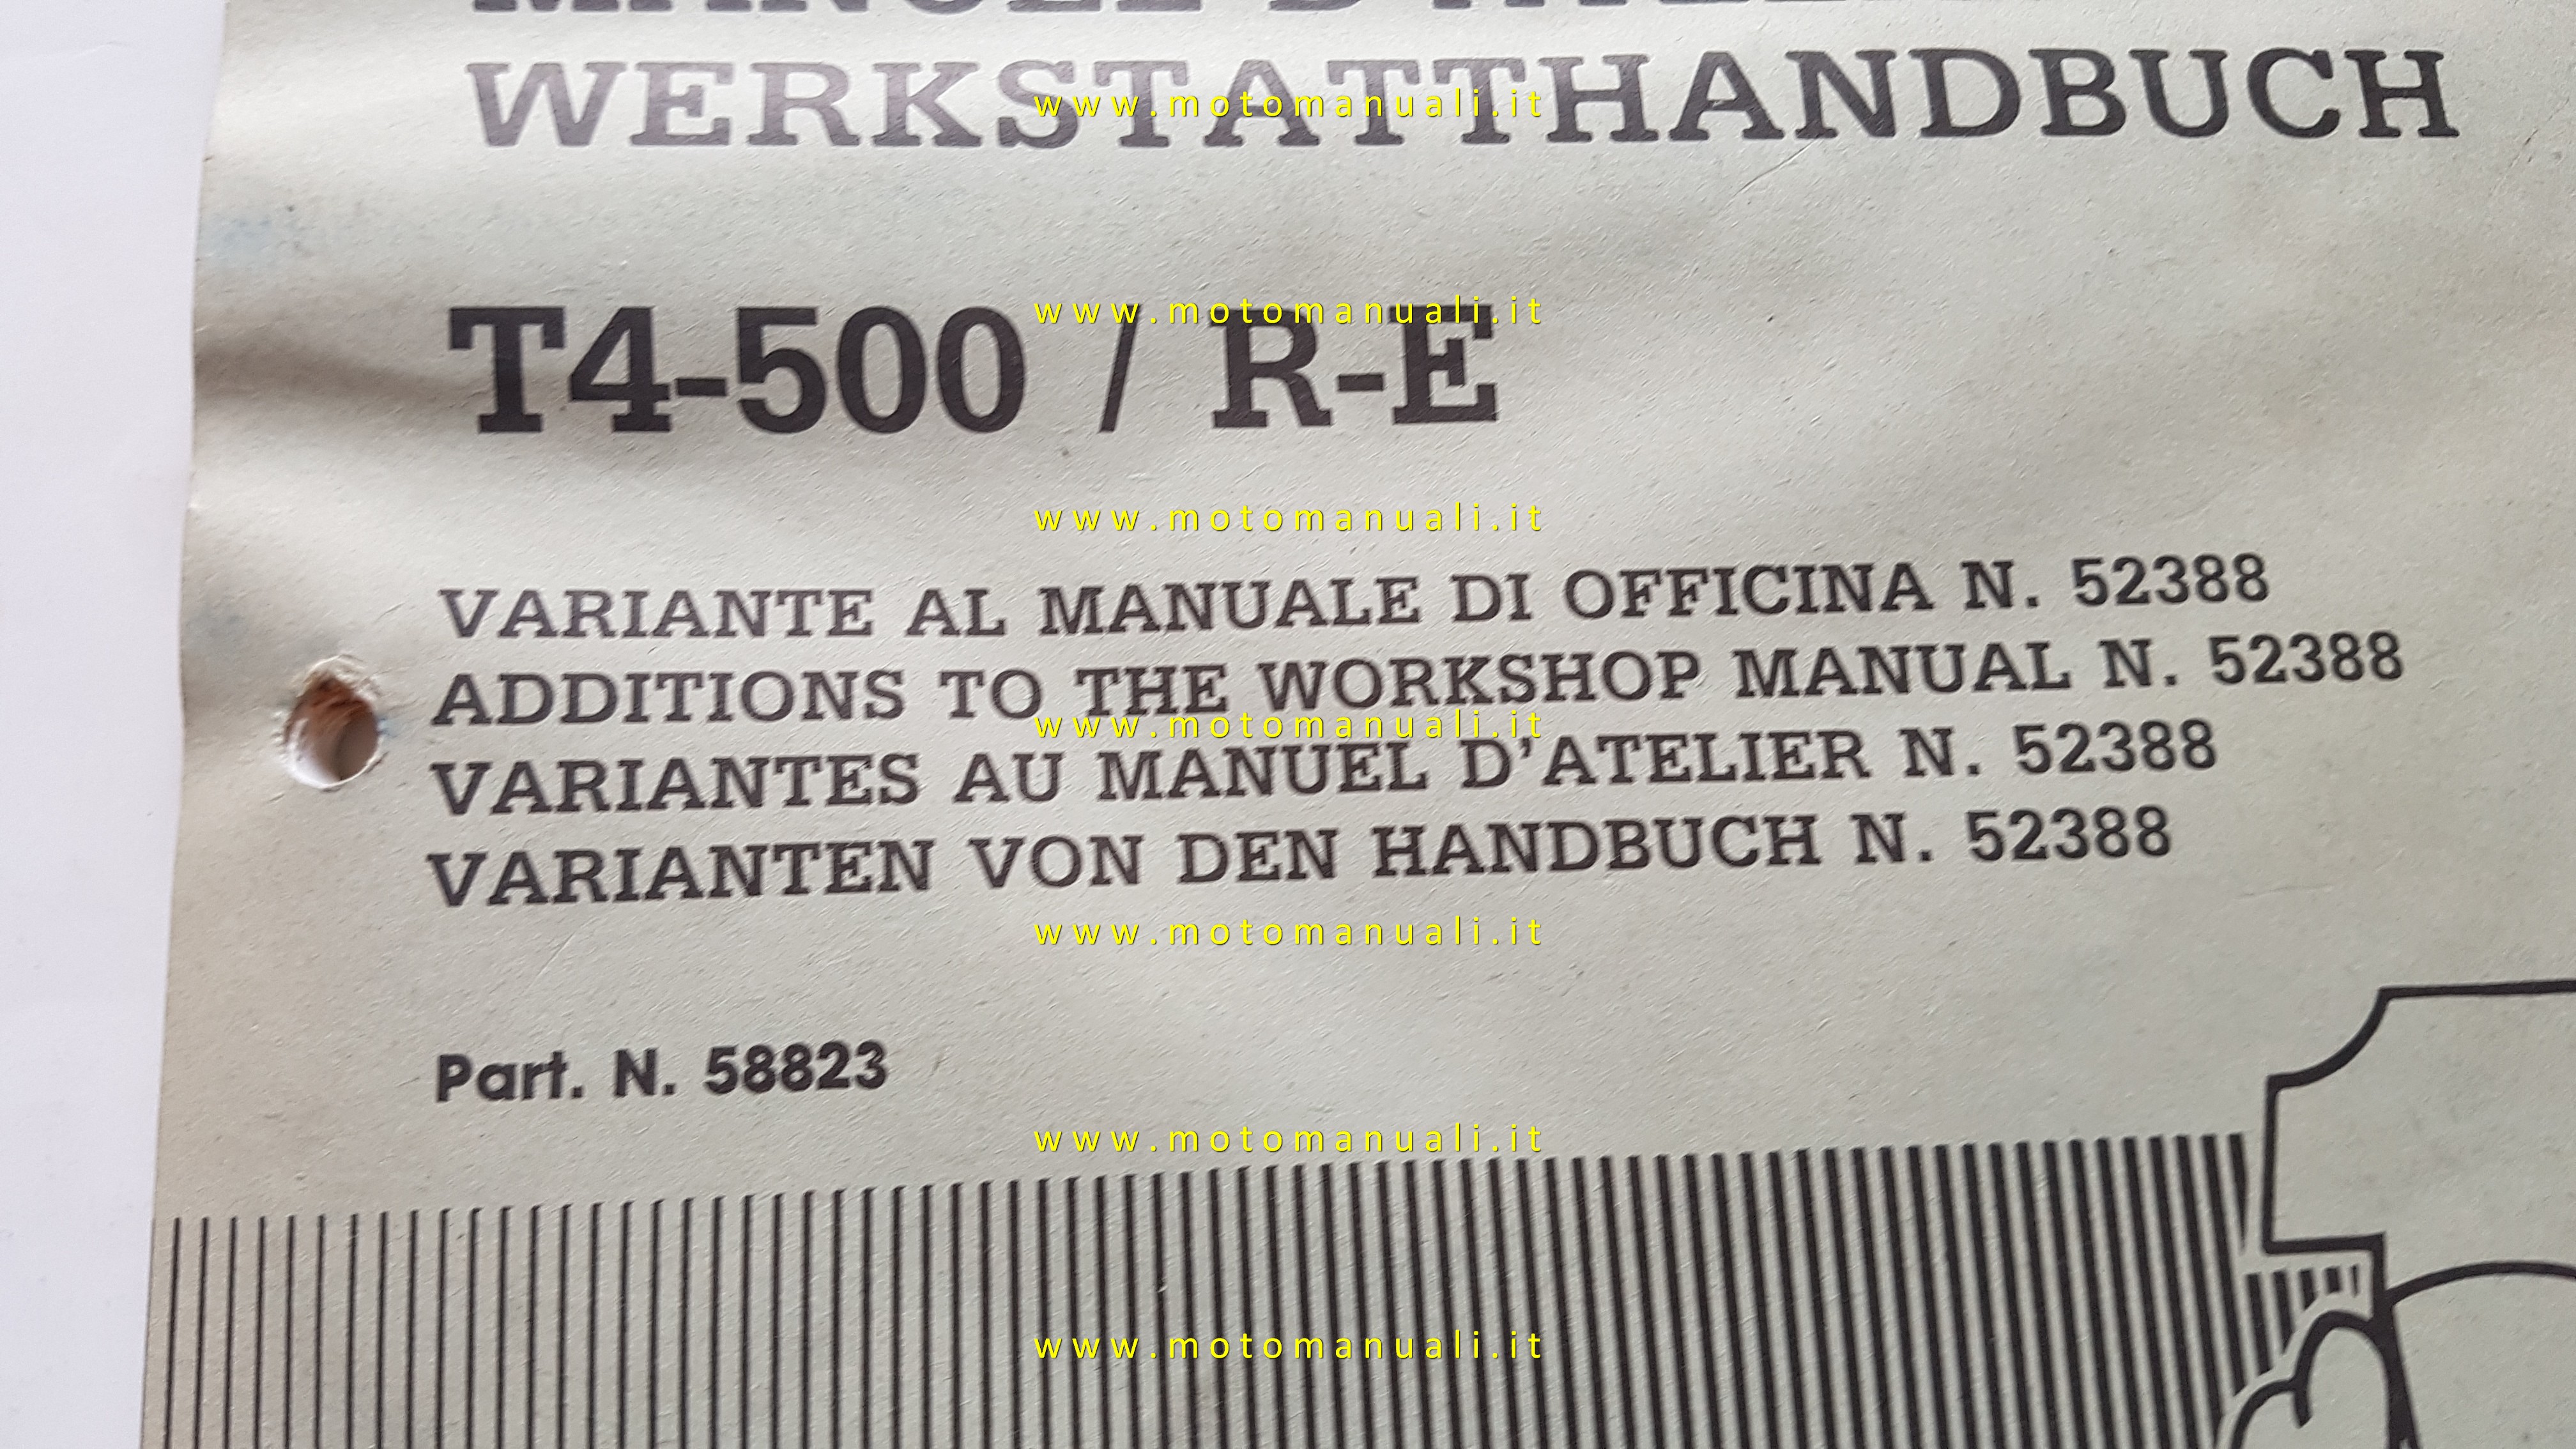 MANUEL D'ATELIER
WERKSTATTHANDBUCH
www.motomanuali.it
T4-500 / R-E
www.motomanuali.it
www.motomanuali.it
VARIANTE AL MANUALE DI OFFICINA N. 52388
ADDITIONS TO THE WORKSHOP MANUAL N. 52388
www.motomanuali.it
VARIANTES AU MANUEL D'ATELIER N. 52388
VARIANTEN VON DEN HANDBUCH N. 52388
www.motomanuali.it
Part. N. 58823
www.motomanuali.it
www.motomanuali.it